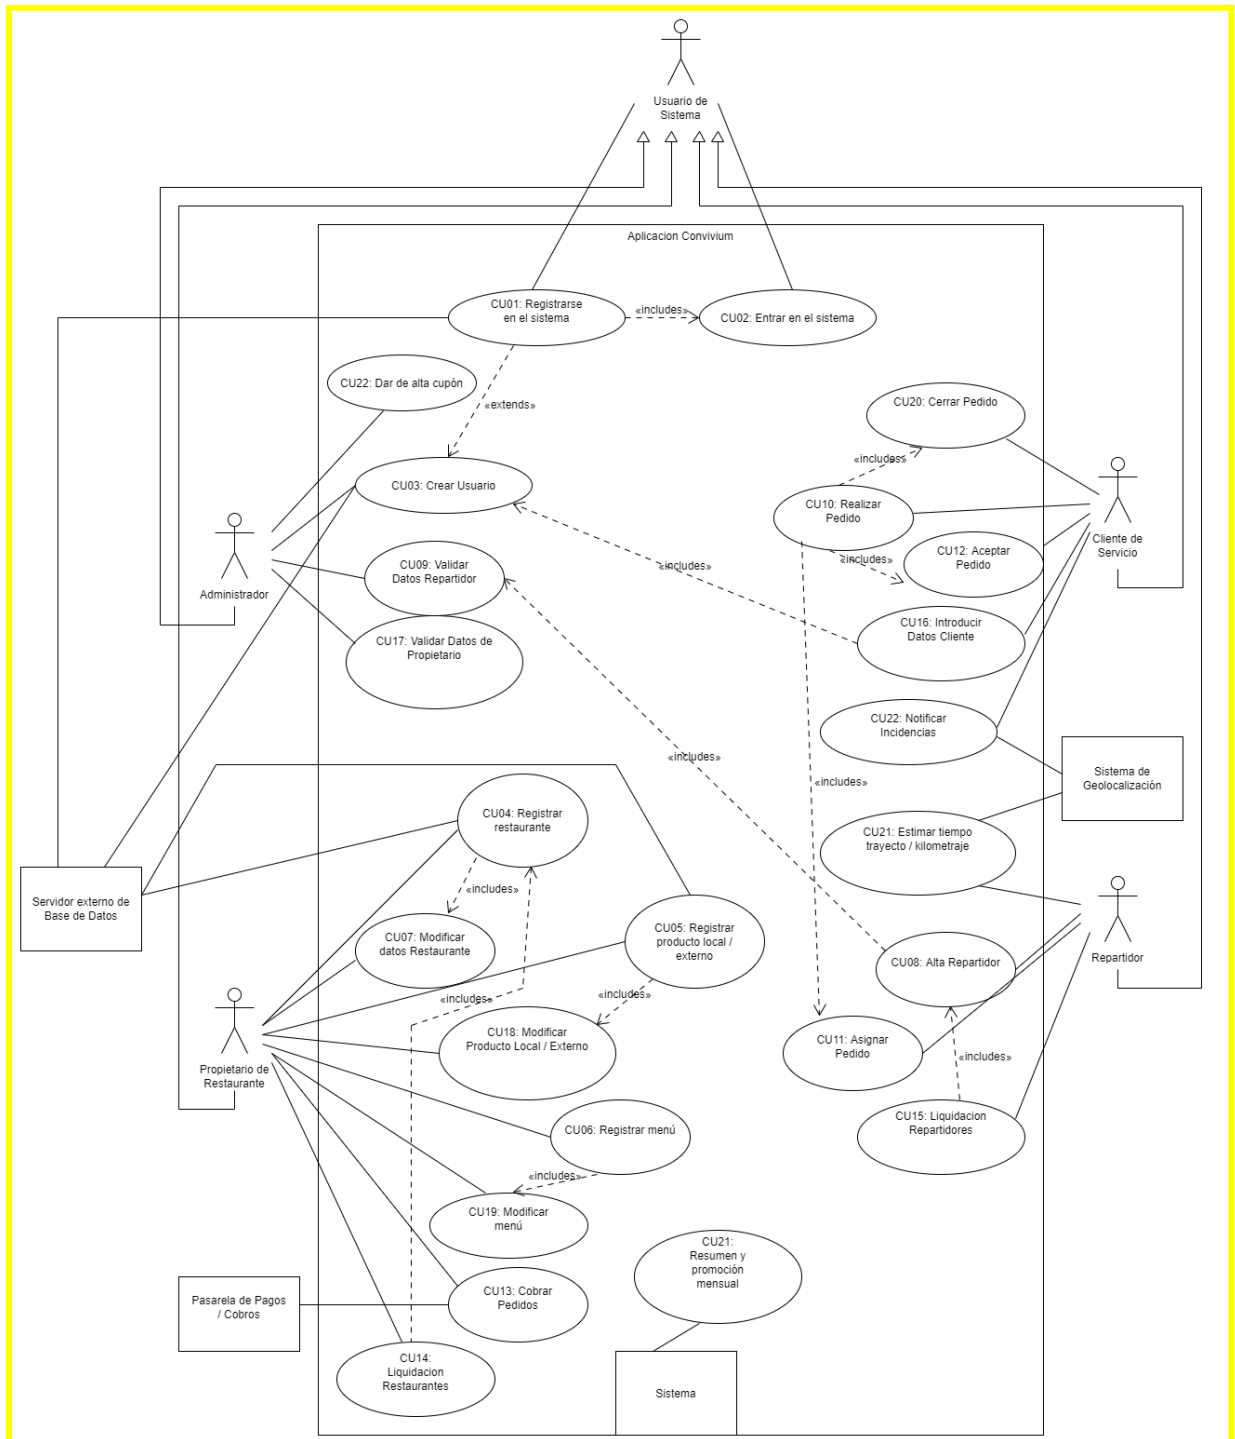 Usuario de
Sistema
Aplicacion Convivium
CU01: Registrarse
en el sistema
«includes»
CU02: Entrar en el sistema
CU22: Dar de alta cupón
«extends»
CU20: Cerrar Pedido
«includes»
CU03: Crear Usuario
CU10: Realizar
Pedido
Cliente de
Servicio
CU12: Aceptar
Pedido
«includes»
«includes»
Administrador
CU09: Validar
Datos Repartidor
CU16: Introducir
Datos Cliente
CU17: Validar Datos de
Propietario
CU22: Notificar
Incidencias
«includes»
Sistema de
Geolocalización
«includes»
CU04: Registrar
restaurante
CU21: Estimar tiempo
trayecto / kilometraje
«includes»
Servidor externo de
Base de Datos
CU07: Modificar
datos Restaurante
CU05: Registrar
producto local /
externo
CU08: Alta Repartidor
Repartidor
«includes»
«includes»
CU18: Modificar
Producto Local / Externo
CU11: Asignar
Pedido
«includes»
Propietario de
Restaurante
CU06: Registrar menú
CU15: Liquidacion
Repartidores
«includes»
CU19: Modificar
menú
CU21:
Resumen y
promoción
mensual
Pasarela de Pagos
/ Cobros
CU13: Cobrar
Pedidos
CU14:
Liquidacion
Restaurantes
Sistema